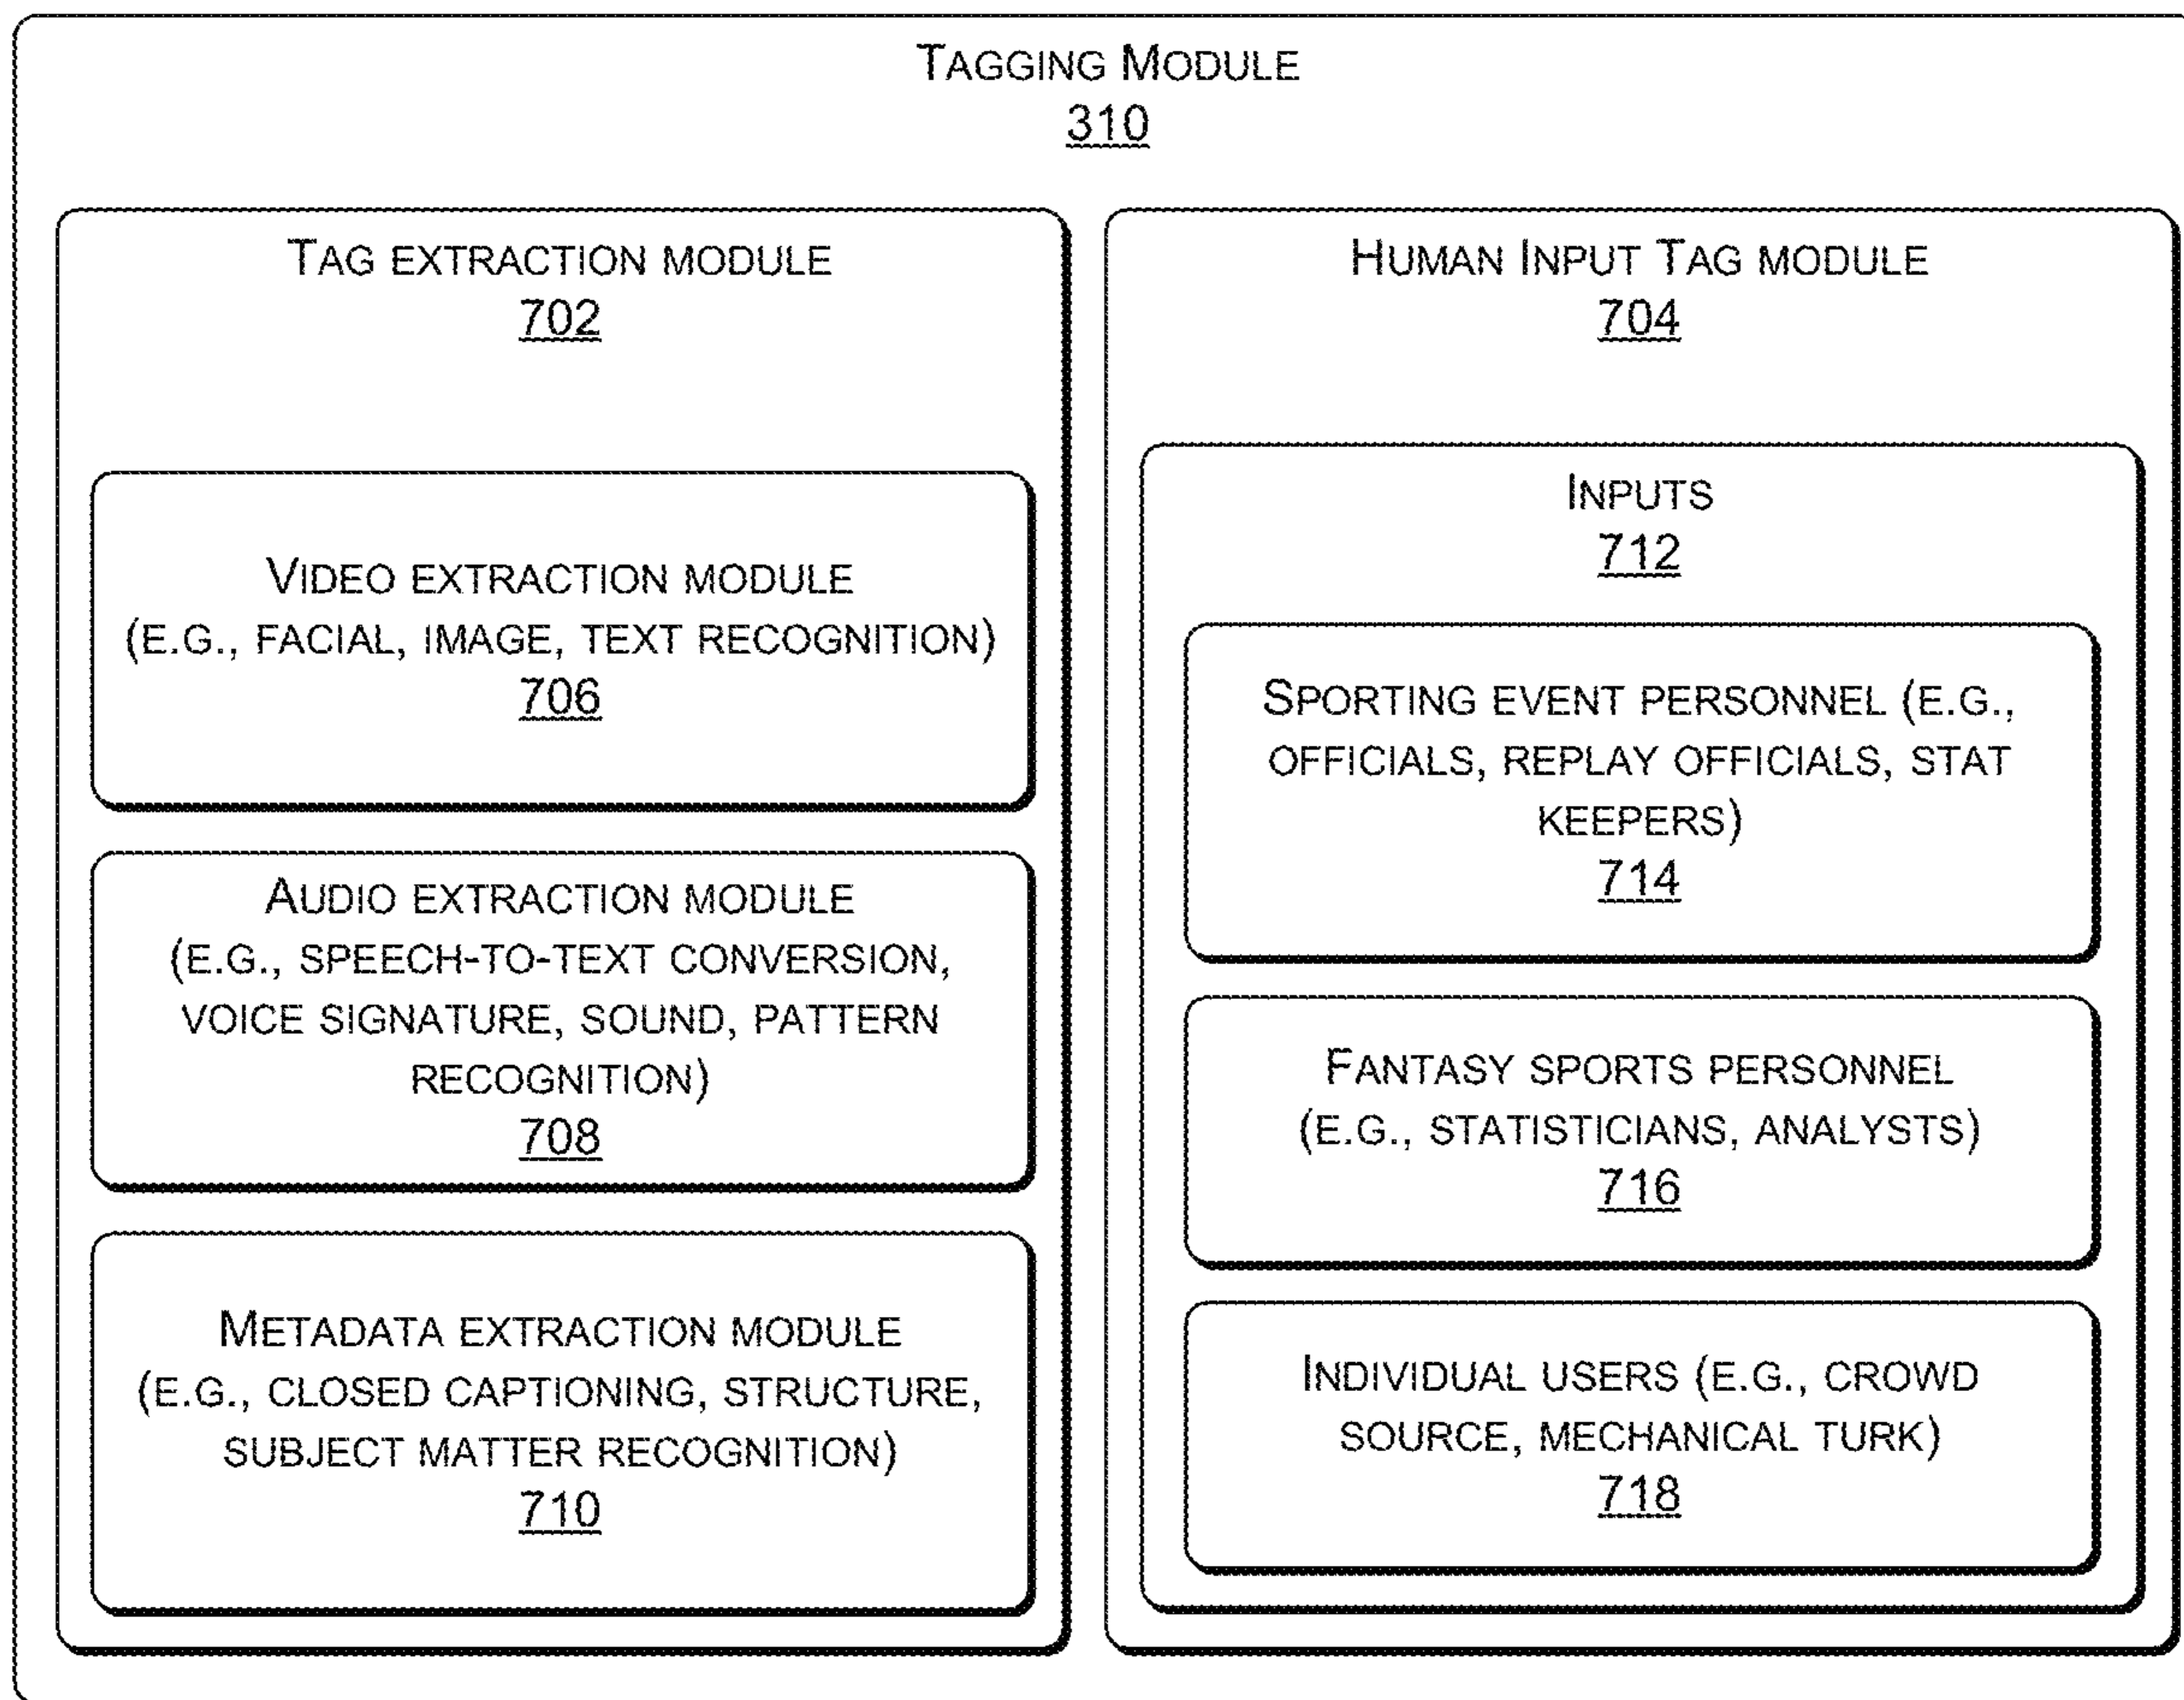 TAGGING MODULE
310
TAG EXTRACTION MODULE
702
VIDEO EXTRACTION MODULE
(E.G., FACIAL, IMAGE, TEXT RECOGNITION)
706
AUDIO EXTRACTION MODULE
(E.G., SPEECH-TO-TEXT CONVERSION,
VOICE SIGNATURE, SOUND, PATTERN
RECOGNITION)
708
METADATA EXTRACTION MODULE
(E.G., CLOSED CAPTIONING, STRUCTURE,
SUBJECT MATTER RECOGNITION)
710
HUMAN INPUT TAG MODULE
704
INPUTS
712
SPORTING EVENT PERSONNEL (E.G.,
OFFICIALS, REPLAY OFFICIALS, STAT
KEEPERS)
714
FANTASY SPORTS PERSONNEL
(E.G., STATISTICIANS, ANALYSTS)
716
INDIVIDUAL USERS (E.G., CROWD
SOURCE, MECHANICAL TURK)
718